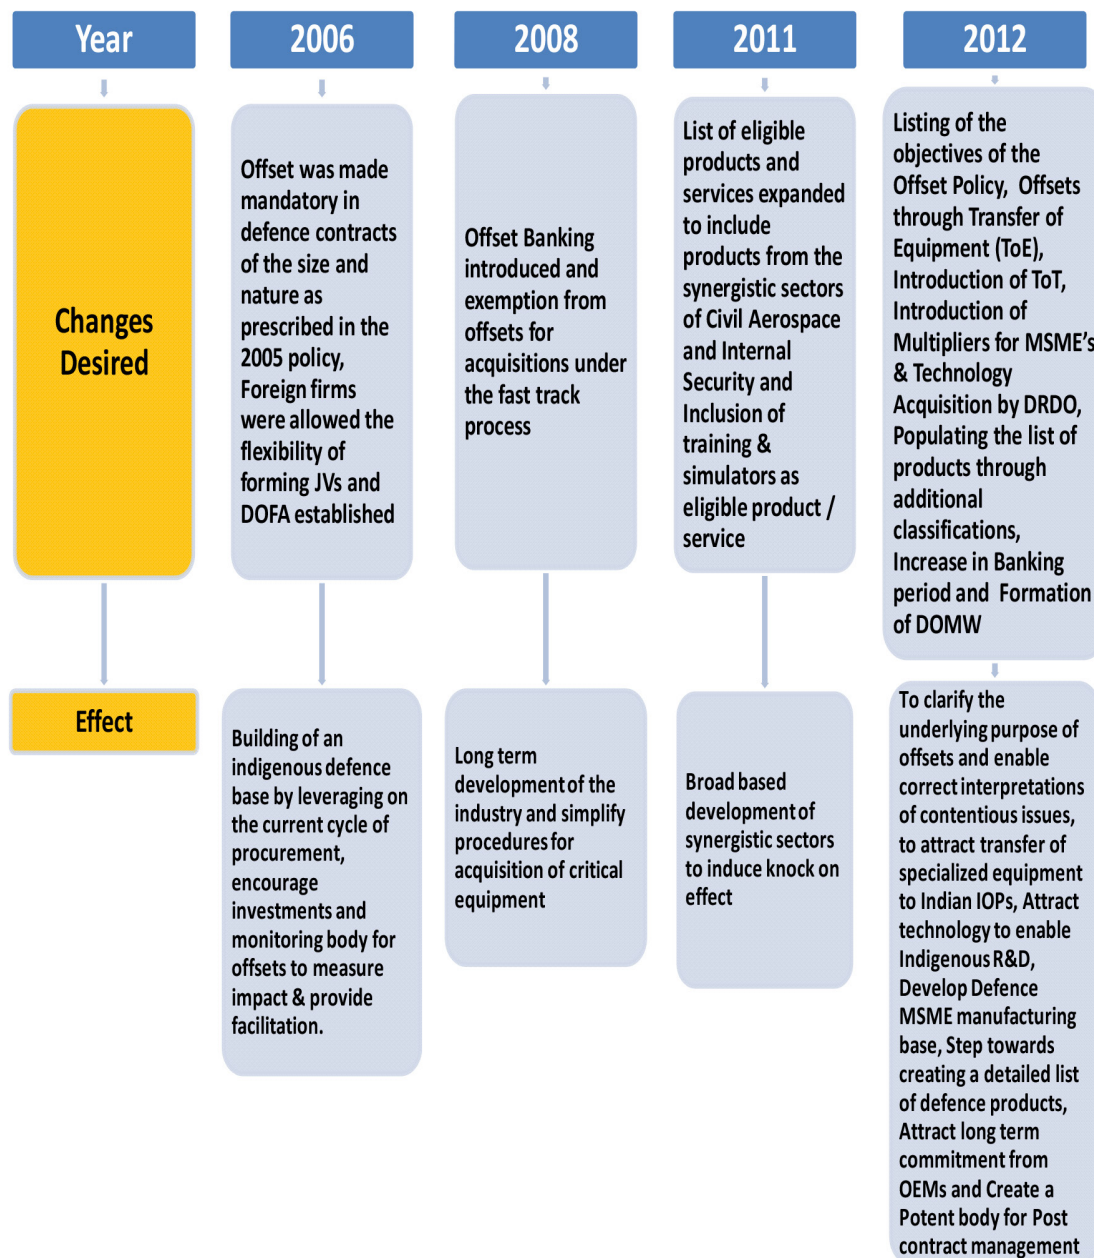 Year
2006
2008
2011
2012
Changes
Desired
Offset was made
mandatory in
defence contracts
of the size and
nature as
prescribed in the
2005 policy,
Foreign firms
were allowed the
flexibility of
forming JVs and
DOFA established
Offset Banking
introduced and
exemption from
offsets for
acquisitions under
the fast track
process
List of eligible
products and
services expanded
to include
products from the
synergistic sectors
of Civil Aerospace
and Internal
Security and
Inclusion of
training &
simulators as
eligible product /
service
Listing of the
objectives of the
Offset Policy, Offsets
through Transfer of
Equipment (ToE),
Introduction of ToT,
Introduction of
Multipliers for MSME's
& Technology
Acquisition by DRDO,
Populating the list of
products through
additional
classifications,
Increase in Banking
period and Formation
of DOMW
Effect
Building of an
indigenous defence
base by leveraging on
the current cycle of
procurement,
encourage
investments and
monitoring body for
offsets to measure
impact & provide
facilitation.
Long term
development of the
industry and simplify
procedures for
acquisition of critical
equipment
Broad based
development of
synergistic sectors
to induce knock on
effect
To clarify the
underlying purpose of
offsets and enable
correct interpretations
of contentious issues,
to attract transfer of
specialized equipment
to Indian IOPs, Attract
technology to enable
Indigenous R&D,
Develop Defence
MSME manufacturing
base, Step towards
creating a detailed list
of defence products,
Attract long term
commitment from
OEMs and Create a
Potent body for Post
contract management